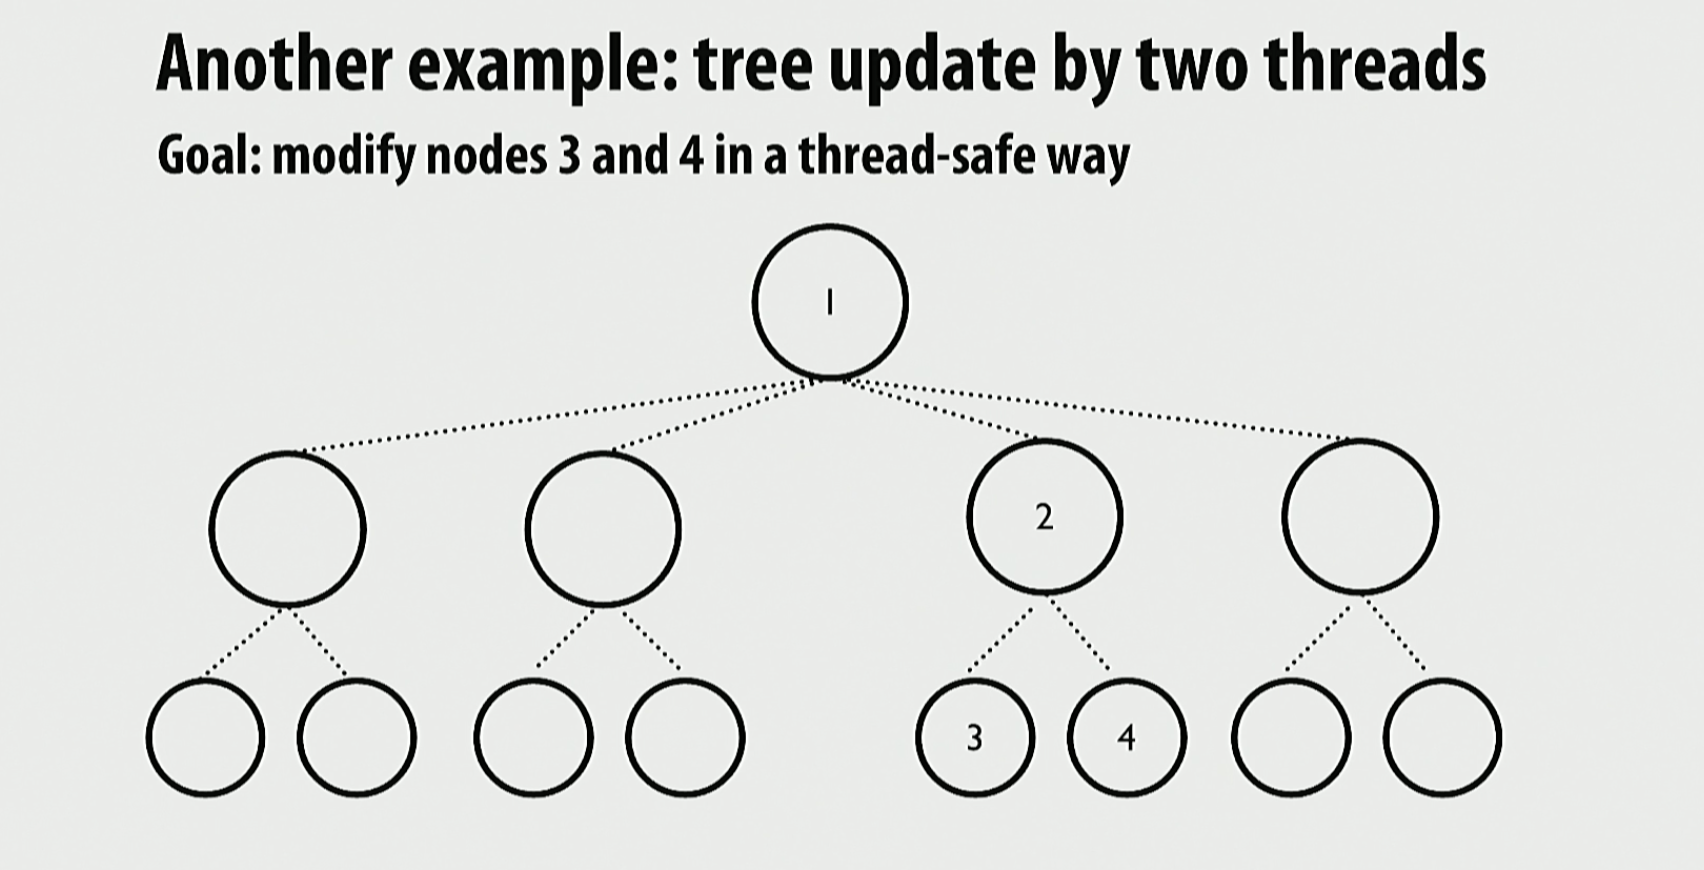 Another example: tree update by two threads
Goal: modify nodes 3 and 4 in a thread-safe way
1
2
3
4